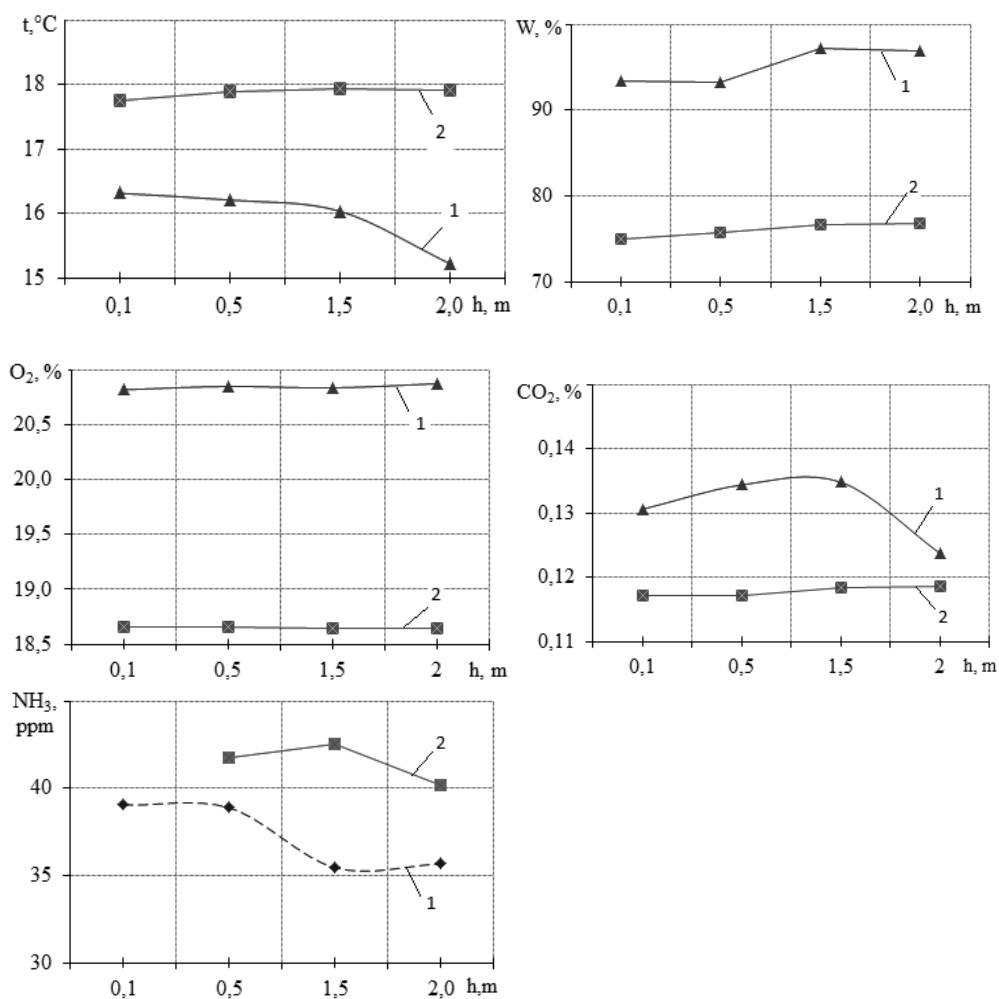 t,°C
18
17
16
15
2
1
0,1 0,5 1,5 2,0 h, m
W, %
90
80
70
1
2
0,1 0,5 1,5 2,0 h, m
O₂, %
20,5
20,0
19,5
19,0
18,5
1
2
0,1 0,5 1,5 2 h, m
CO₂, %
0,14
0,13
0,12
0,11
1
2
0,1 0,5 1,5 2 h, m
NH₃,
ppm
40
35
30
2
1
0,1 0,5 1,5 2,0 h,m